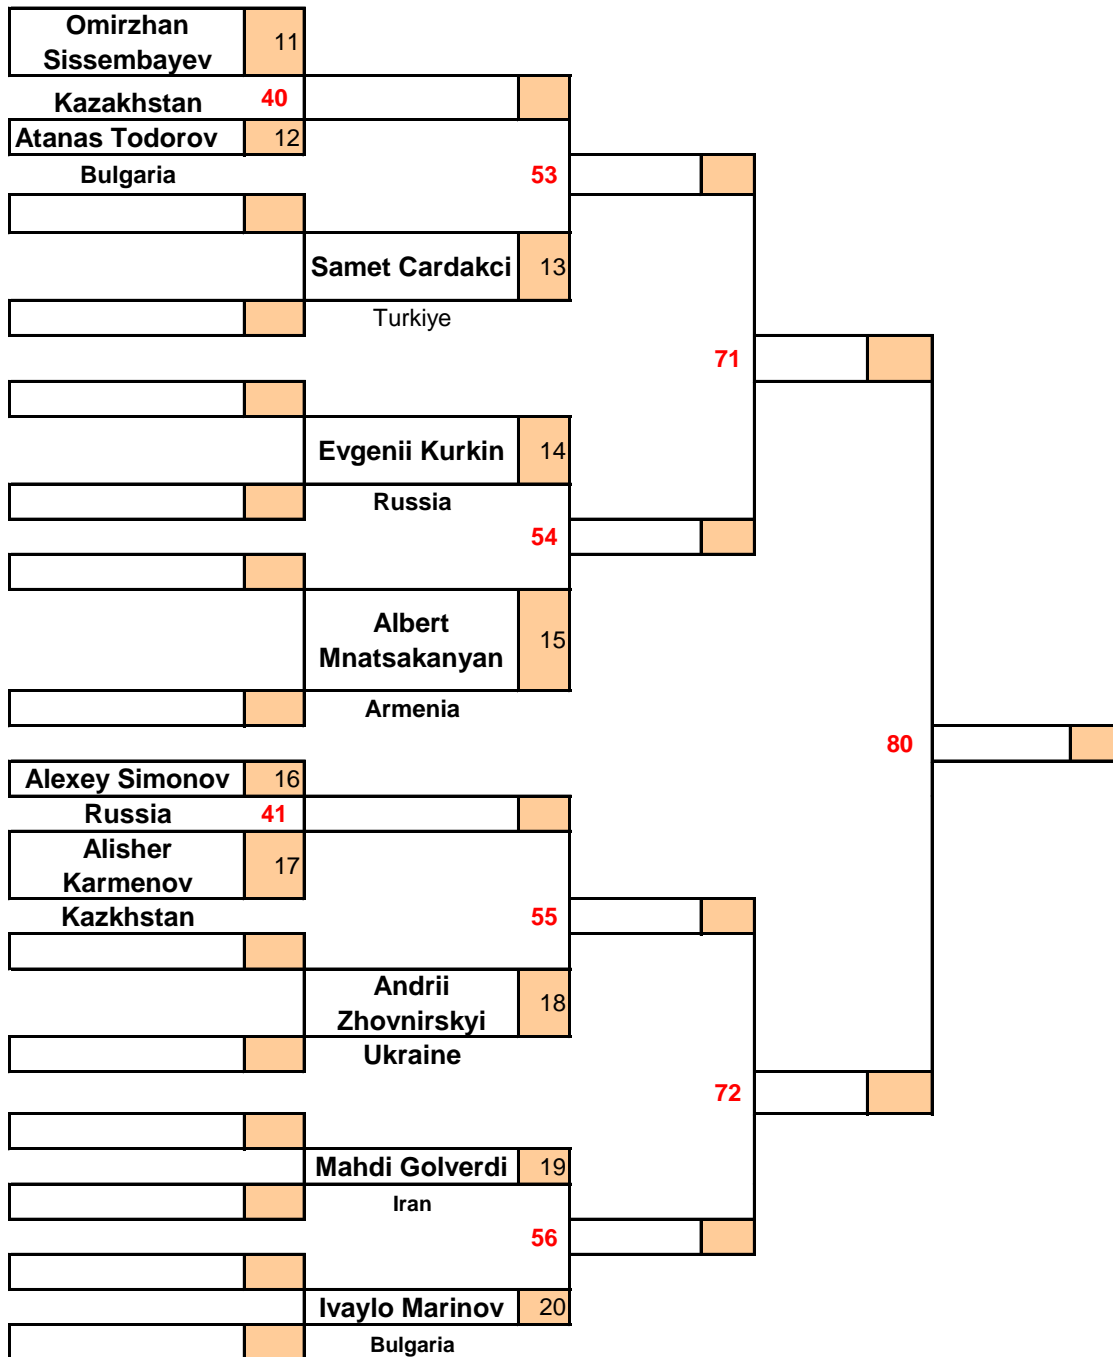 Omirzhan
Sissembayev
11
Kazakhstan
40
Atanas Todorov
12
Bulgaria
53
Samet Cardakci
13
Turkiye
71
Evgenii Kurkin
14
Russia
54
Albert
Mnatsakanyan
15
Armenia
80
Alexey Simonov
16
Russia
41
Alisher
Karmenov
17
Kazkhstan
55
Andrii
Zhovnirskyi
18
Ukraine
72
Mahdi Golverdi
19
Iran
56
Ivaylo Marinov
20
Bulgaria